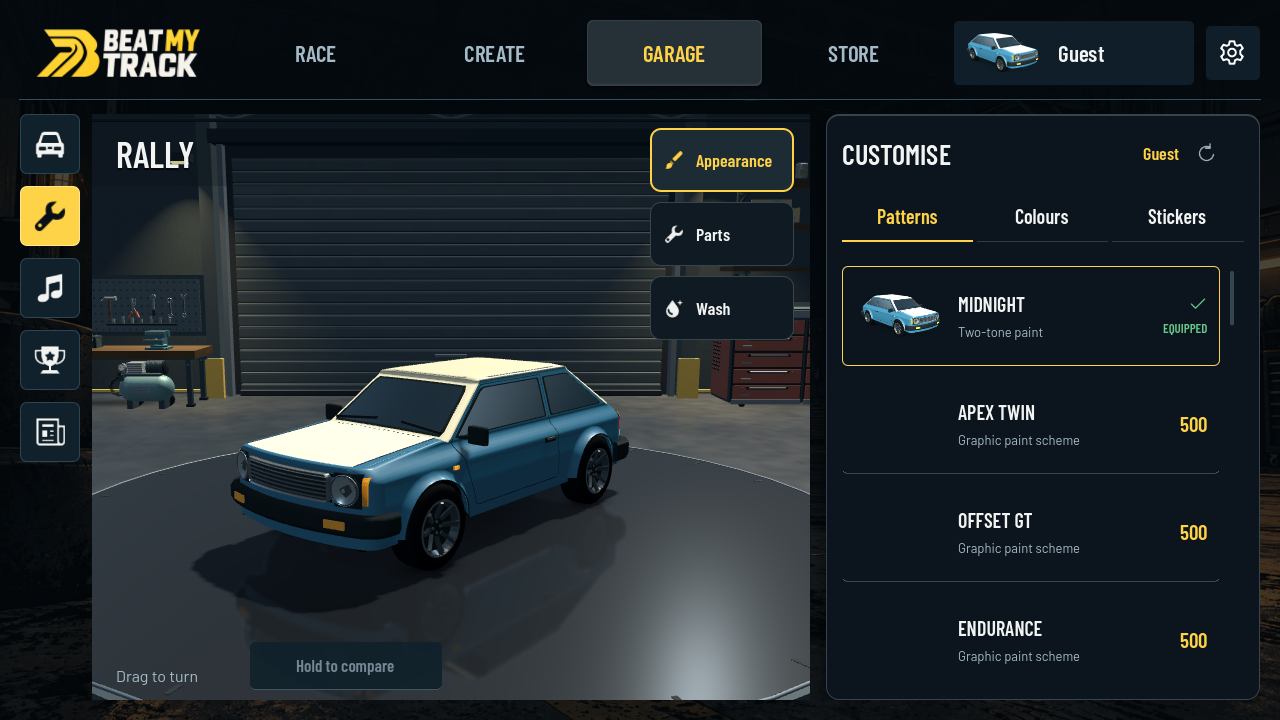 BEAT MY
TRACK
RACE
CREATE
GARAGE
STORE
Guest
RALLY
Appearance
Parts
Wash
Drag to turn
Hold to compare
CUSTOMISE
Guest
Patterns
Colours
Stickers
MIDNIGHT
Two-tone paint
EQUIPPED
APEX TWIN
Graphic paint scheme
500
OFFSET GT
Graphic paint scheme
500
ENDURANCE
Graphic paint scheme
500